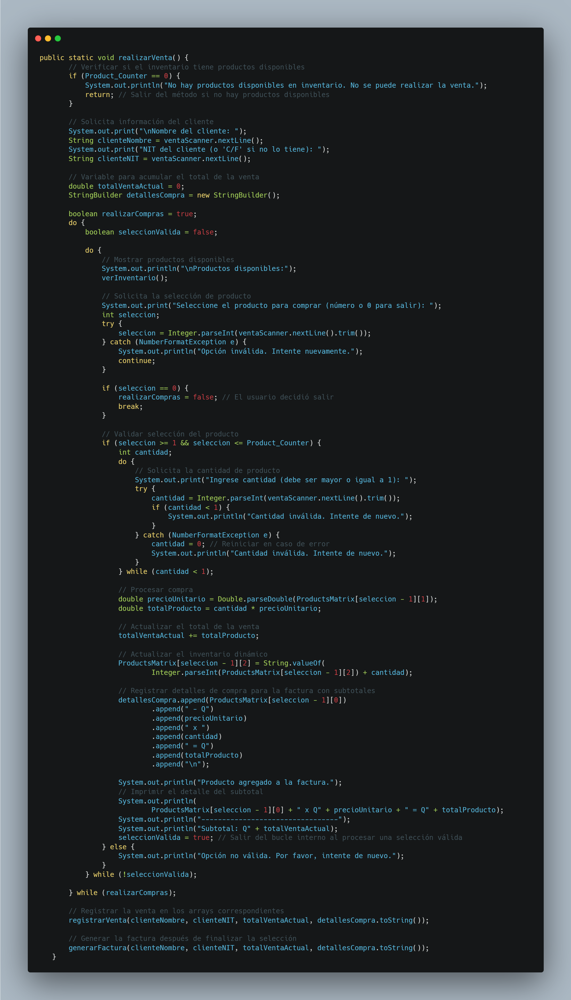 public static void realizarVenta() {
        // Verificar si el inventario tiene productos disponibles
        if (Product_Counter == 0) {
            System.out.println("No hay productos disponibles en inventario. No se puede realizar la venta.");
            return; // Salir del método si no hay productos disponibles
        }

        // Solicita información del cliente
        System.out.print("\nNombre del cliente: ");
        String clienteNombre = ventaScanner.nextLine();
        System.out.print("NIT del cliente (o 'C/F' si no lo tiene): ");
        String clienteNIT = ventaScanner.nextLine();

        // Variable para acumular el total de la venta
        double totalVentaActual = 0;
        StringBuilder detallesCompra = new StringBuilder();

        boolean realizarCompras = true;
        do {
            boolean seleccionValida = false;

            do {
                // Mostrar productos disponibles
                System.out.println("\nProductos disponibles:");
                verInventario();

                // Solicita la selección de producto
                System.out.print("Seleccione el producto para comprar (número o 0 para salir): ");
                int seleccion;
                try {
                    seleccion = Integer.parseInt(ventaScanner.nextLine().trim());
                } catch (NumberFormatException e) {
                    System.out.println("Opción inválida. Intente nuevamente.");
                    continue;
                }

                if (seleccion == 0) {
                    realizarCompras = false; // El usuario decidió salir
                    break;
                }

                // Validar selección del producto
                if (seleccion >= 1 && seleccion <= Product_Counter) {
                    int cantidad;
                    do {
                        // Solicita la cantidad de producto
                        System.out.print("Ingrese cantidad (debe ser mayor o igual a 1): ");
                        try {
                            cantidad = Integer.parseInt(ventaScanner.nextLine().trim());
                            if (cantidad < 1) {
                                System.out.println("Cantidad inválida. Intente de nuevo.");
                            }
                        } catch (NumberFormatException e) {
                            cantidad = 0; // Reiniciar en caso de error
                            System.out.println("Cantidad inválida. Intente de nuevo.");
                        }
                    } while (cantidad < 1);

                    // Procesar compra
                    double precioUnitario = Double.parseDouble(ProductsMatrix[seleccion - 1][1]);
                    double totalProducto = cantidad * precioUnitario;

                    // Actualizar el total de la venta
                    totalVentaActual += totalProducto;

                    // Actualizar el inventario dinámico
                    ProductsMatrix[seleccion - 1][2] = String.valueOf(
                            Integer.parseInt(ProductsMatrix[seleccion - 1][2]) + cantidad);

                    // Registrar detalles de compra para la factura con subtotales
                    detallesCompra.append(ProductsMatrix[seleccion - 1][0])
                            .append(" - Q")
                            .append(precioUnitario)
                            .append(" x ")
                            .append(cantidad)
                            .append(" = Q")
                            .append(totalProducto)
                            .append("\n");

                    System.out.println("Producto agregado a la factura.");
                    // Imprimir el detalle del subtotal
                    System.out.println(
                            ProductsMatrix[seleccion - 1][0] + " x Q" + precioUnitario + " = Q" + totalProducto);
                    System.out.println("---------------------------------");
                    System.out.println("Subtotal: Q" + totalVentaActual);
                    seleccionValida = true; // Salir del bucle interno al procesar una selección válida
                } else {
                    System.out.println("Opción no válida. Por favor, intente de nuevo.");
                }
            } while (!seleccionValida);

        } while (realizarCompras);

        // Registrar la venta en los arrays correspondientes
        registrarVenta(clienteNombre, clienteNIT, totalVentaActual, detallesCompra.toString());

        // Generar la factura después de finalizar la selección
        generarFactura(clienteNombre, clienteNIT, totalVentaActual, detallesCompra.toString());
    }